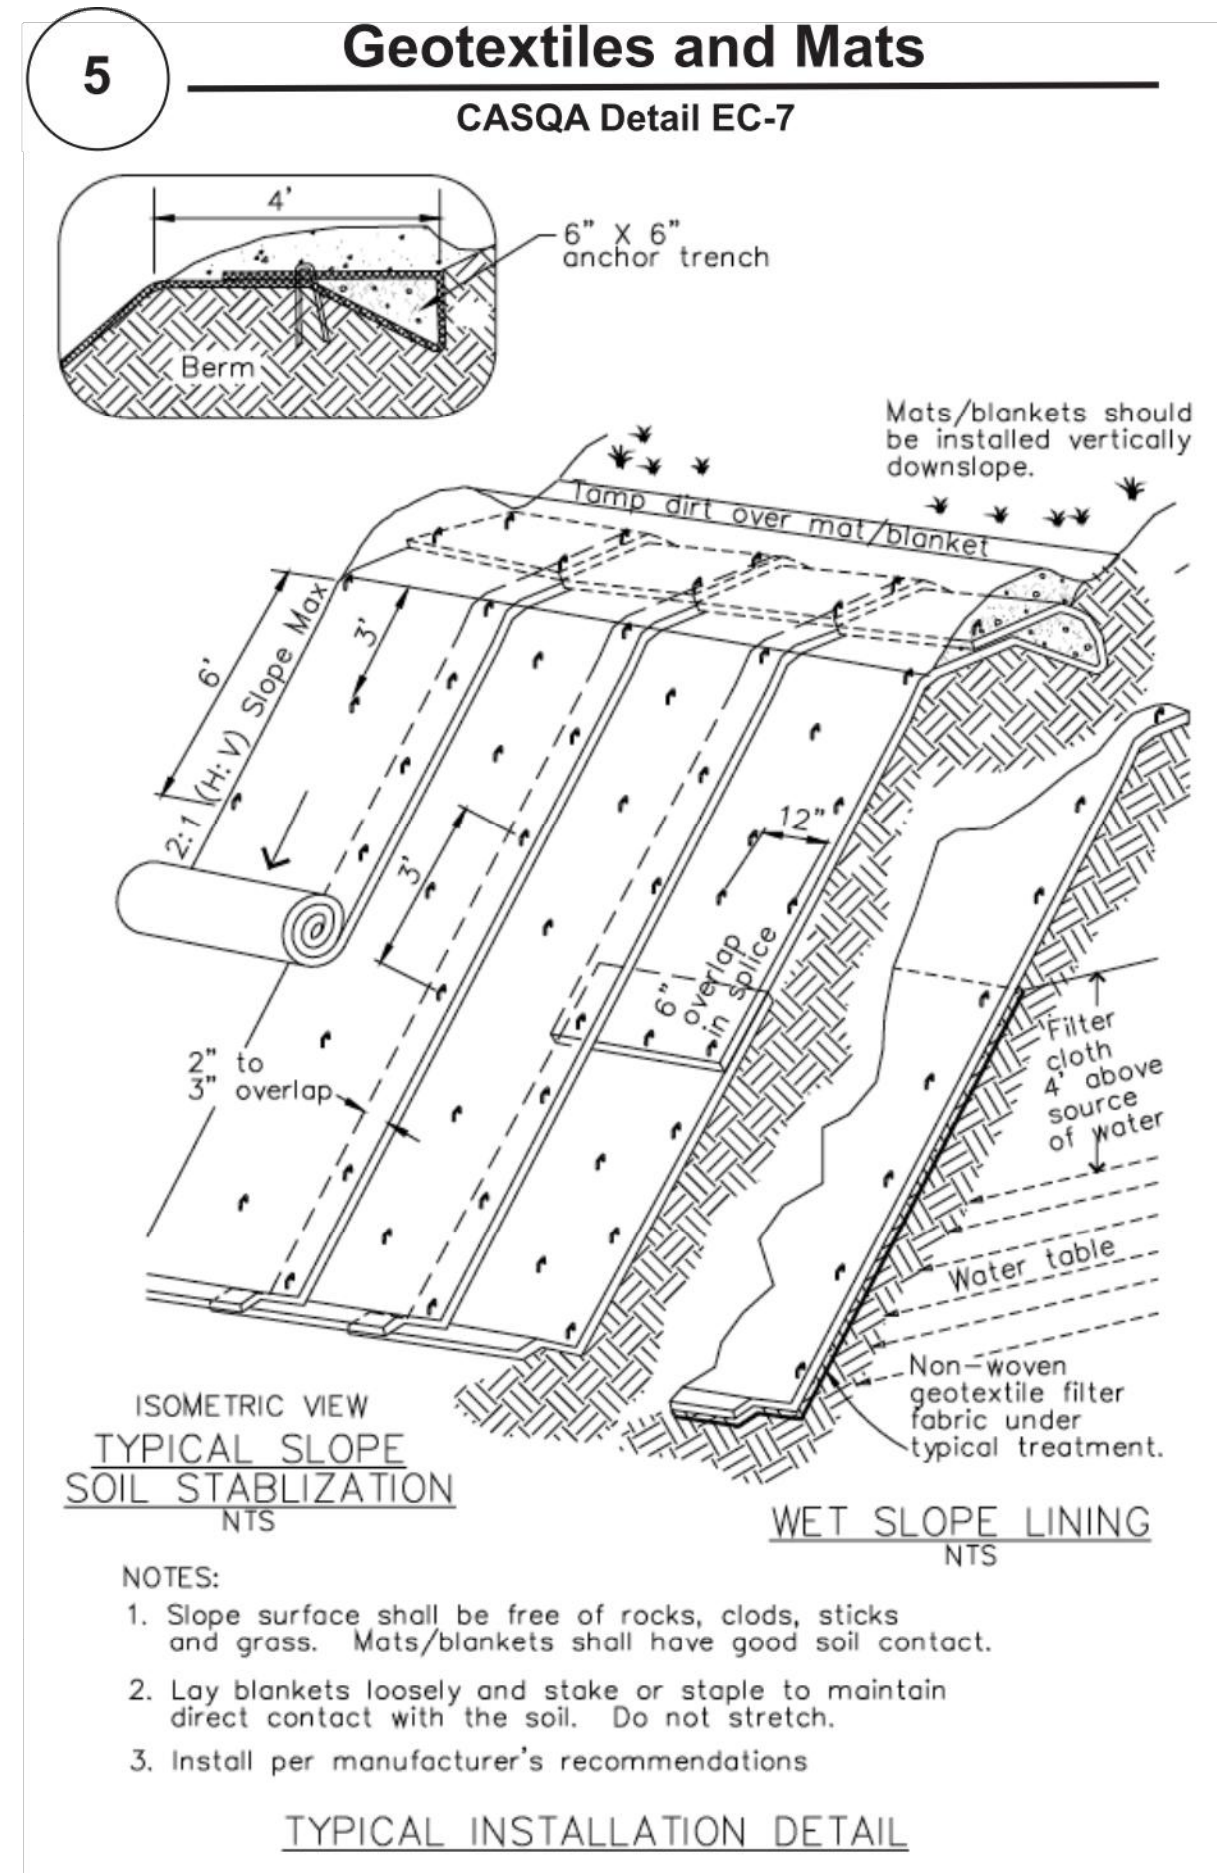 5
Geotextiles and Mats
CASQA Detail EC-7
4'
6" X 6"
anchor trench
Berm
Mats/blankets should
be installed vertically
downslope.
Tamp dirt over mat/blanket
6'
2:1 (H:V) Slope Max
3'
3'
12"
6"
overlap
in splice
2" to
3" overlap
Filter
cloth
4' above
source
of water
Water table
Non-woven
geotextile filter
fabric under
typical treatment.
ISOMETRIC VIEW
TYPICAL SLOPE
SOIL STABLIZATION
NTS
WET SLOPE LINING
NTS
NOTES:
1. Slope surface shall be free of rocks, clods, sticks
and grass. Mats/blankets shall have good soil contact.
2. Lay blankets loosely and stake or staple to maintain
direct contact with the soil. Do not stretch.
3. Install per manufacturer's recommendations
TYPICAL INSTALLATION DETAIL